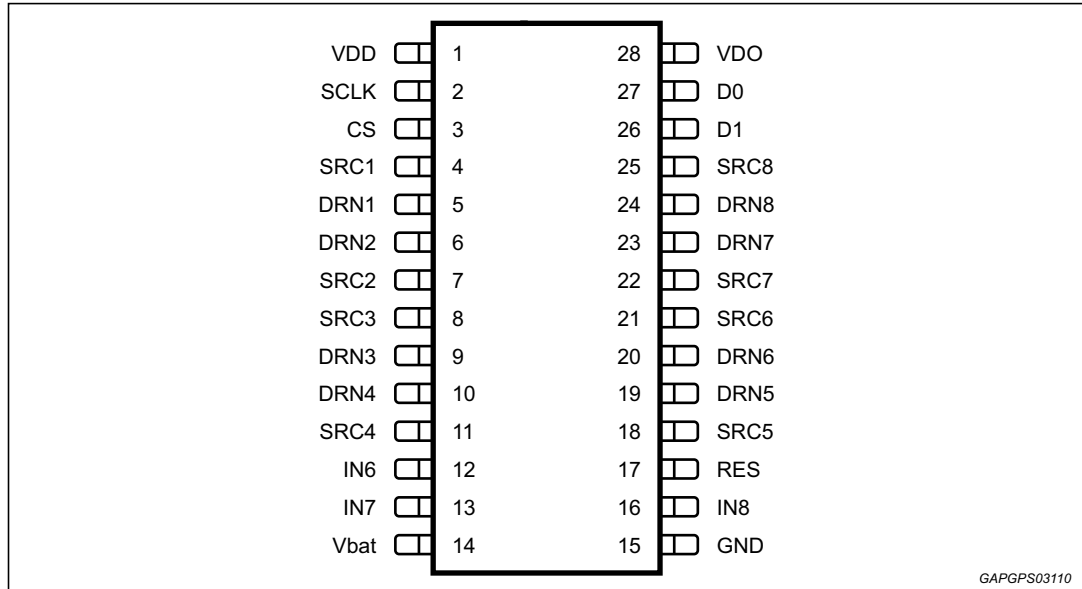 VDD 1 28 VDO
SCLK 2 27 D0
CS 3 26 D1
SRC1 4 25 SRC8
DRN1 5 24 DRN8
DRN2 6 23 DRN7
SRC2 7 22 SRC7
SRC3 8 21 SRC6
DRN3 9 20 DRN6
DRN4 10 19 DRN5
SRC4 11 18 SRC5
IN6 12 17 RES
IN7 13 16 IN8
Vbat 14 15 GND
GAPGPS03110